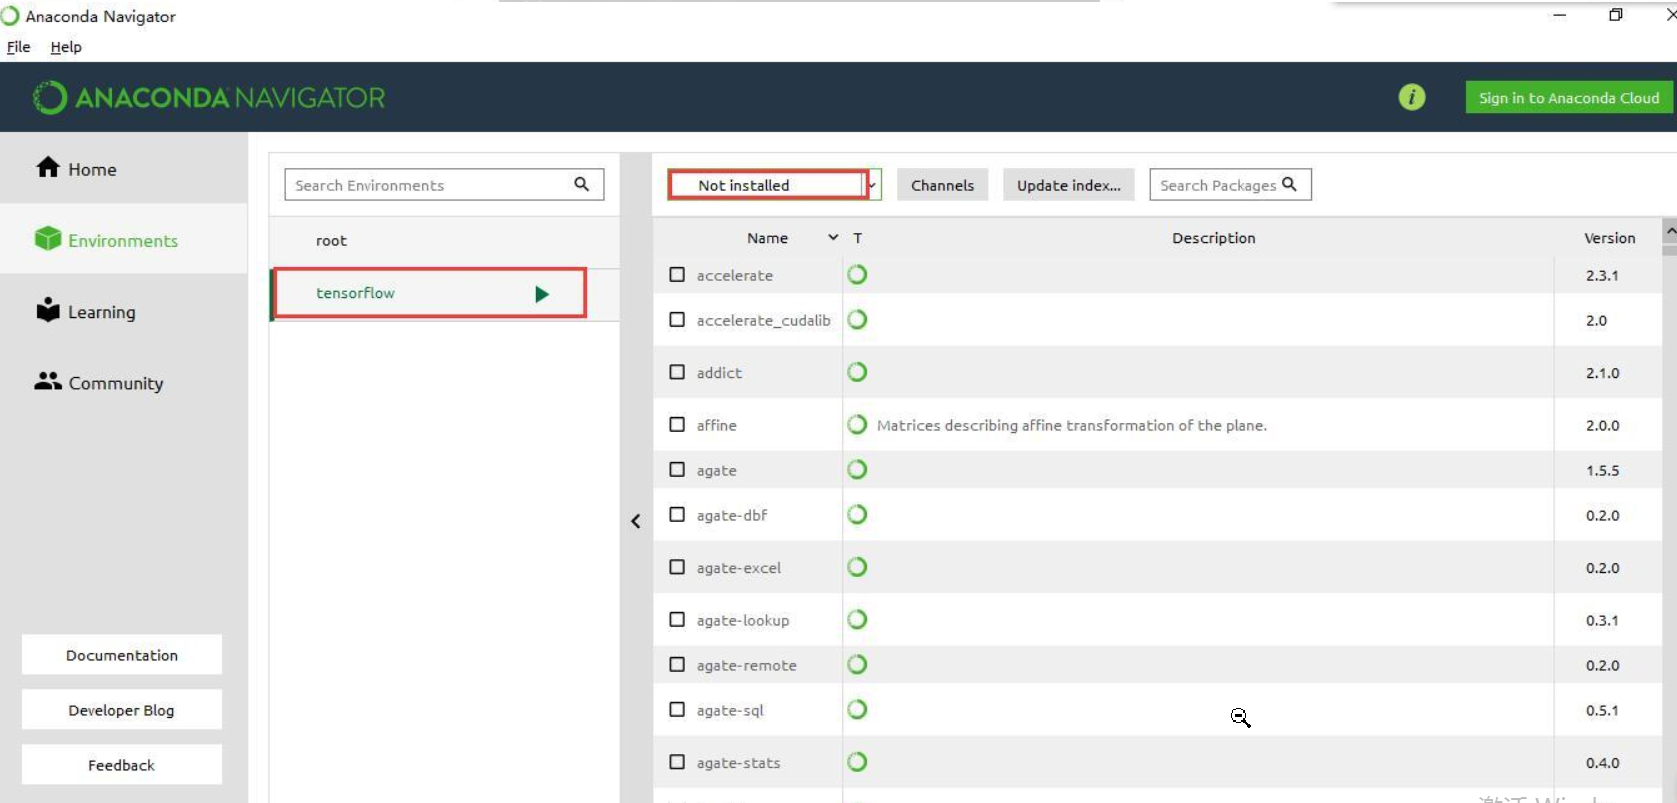 Anaconda Navigator
File Help
ANACONDA NAVIGATOR
i
Sign in to Anaconda Cloud
Home
Environments
Learning
Community
Documentation
Developer Blog
Feedback
Search Environments
root
tensorflow
Not installed
Channels
Update index...
Search Packages
Name T Description Version
accelerate 2.3.1
accelerate_cudalib 2.0
addict 2.1.0
affine Matrices describing affine transformation of the plane. 2.0.0
agate 1.5.5
agate-dbf 0.2.0
agate-excel 0.2.0
agate-lookup 0.3.1
agate-remote 0.2.0
agate-sql 0.5.1
agate-stats 0.4.0